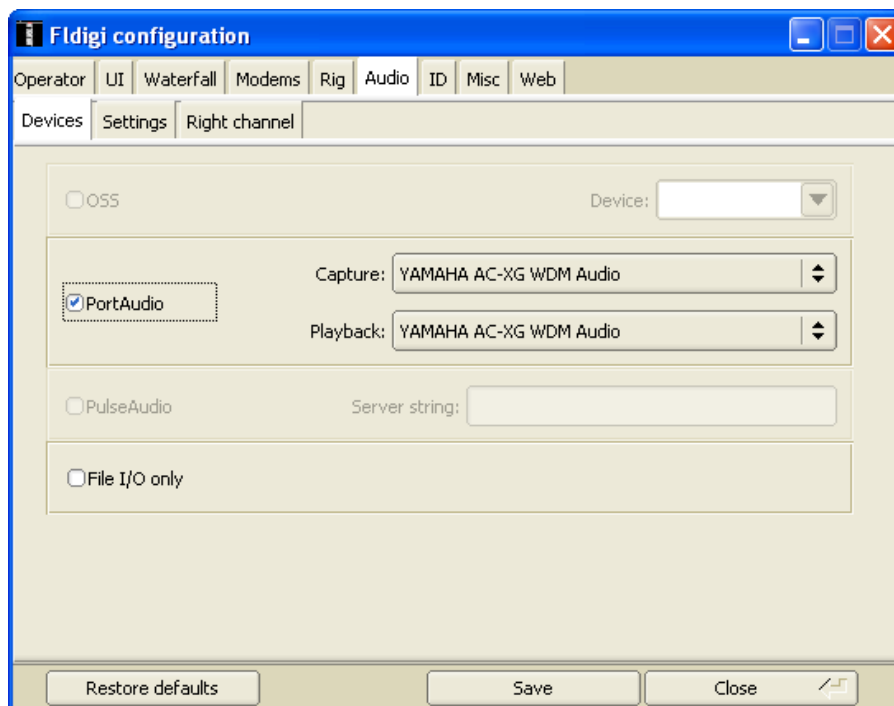 Fldigi configuration
Operator UI Waterfall Modems Rig Audio ID Misc Web
Devices Settings Right channel
OSS Device:
Capture: YAMAHA AC-XG WDM Audio
PortAudio
Playback: YAMAHA AC-XG WDM Audio
PulseAudio Server string:
File I/O only
Restore defaults Save Close